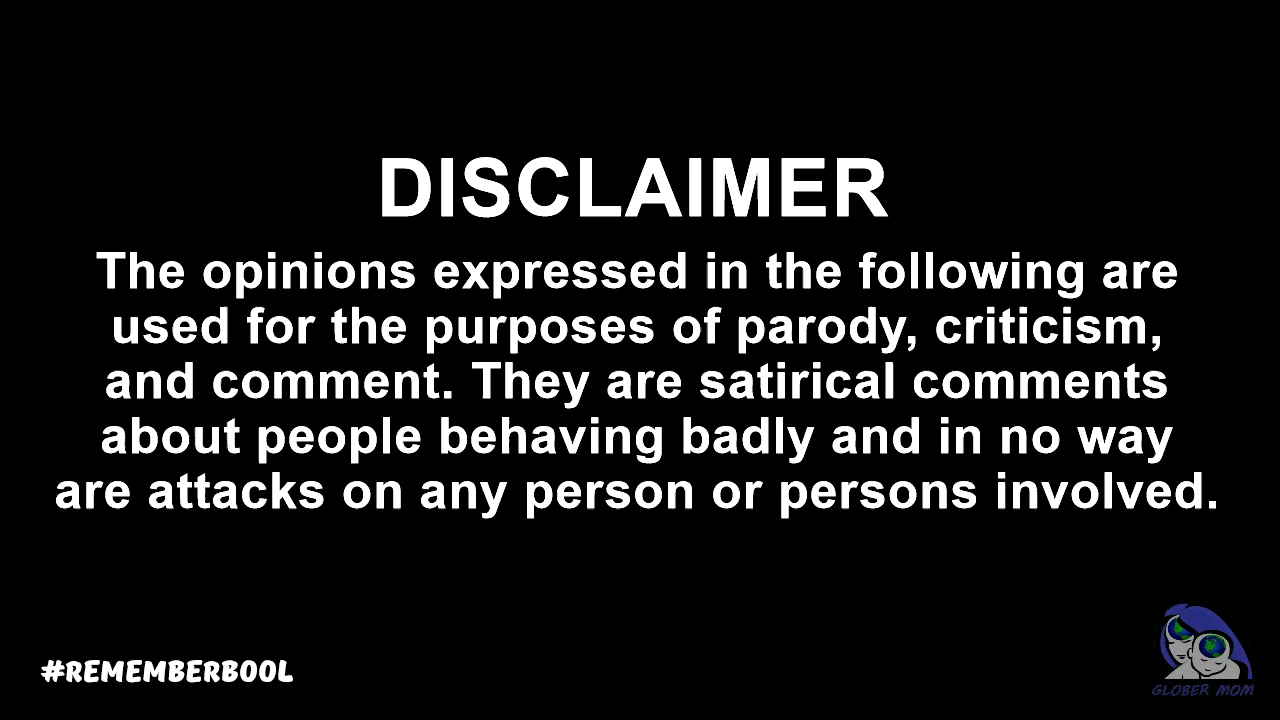 DISCLAIMER
The opinions expressed in the following are
used for the purposes of parody, criticism,
and comment. They are satirical comments
about people behaving badly and in no way
are attacks on any person or persons involved.
#REMEMBERBOOL
GLOBER MOM